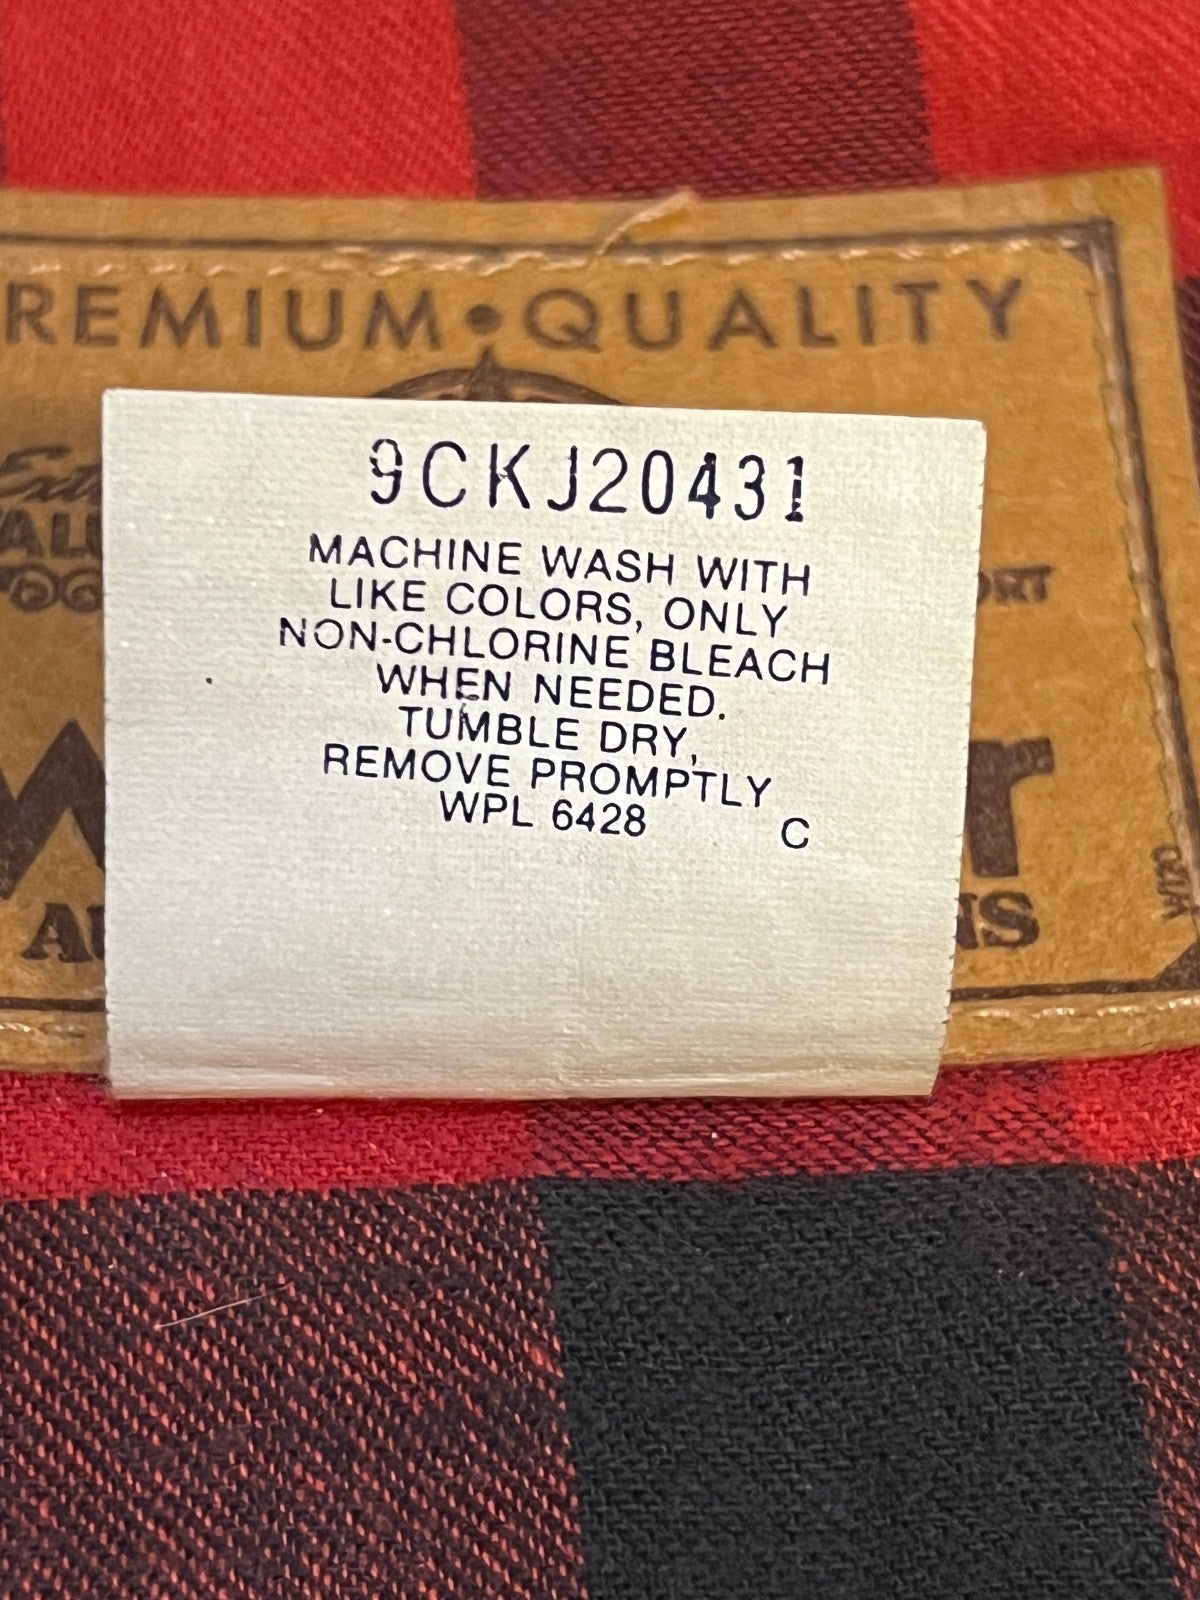 REMIUM•QUALITY
9CKJ20431
MACHINE WASH WITH
LIKE COLORS, ONLY
NON-CHLORINE BLEACH
WHEN NEEDED.
TUMBLE DRY,
REMOVE PROMPTLY
WPL 6428 C
W120